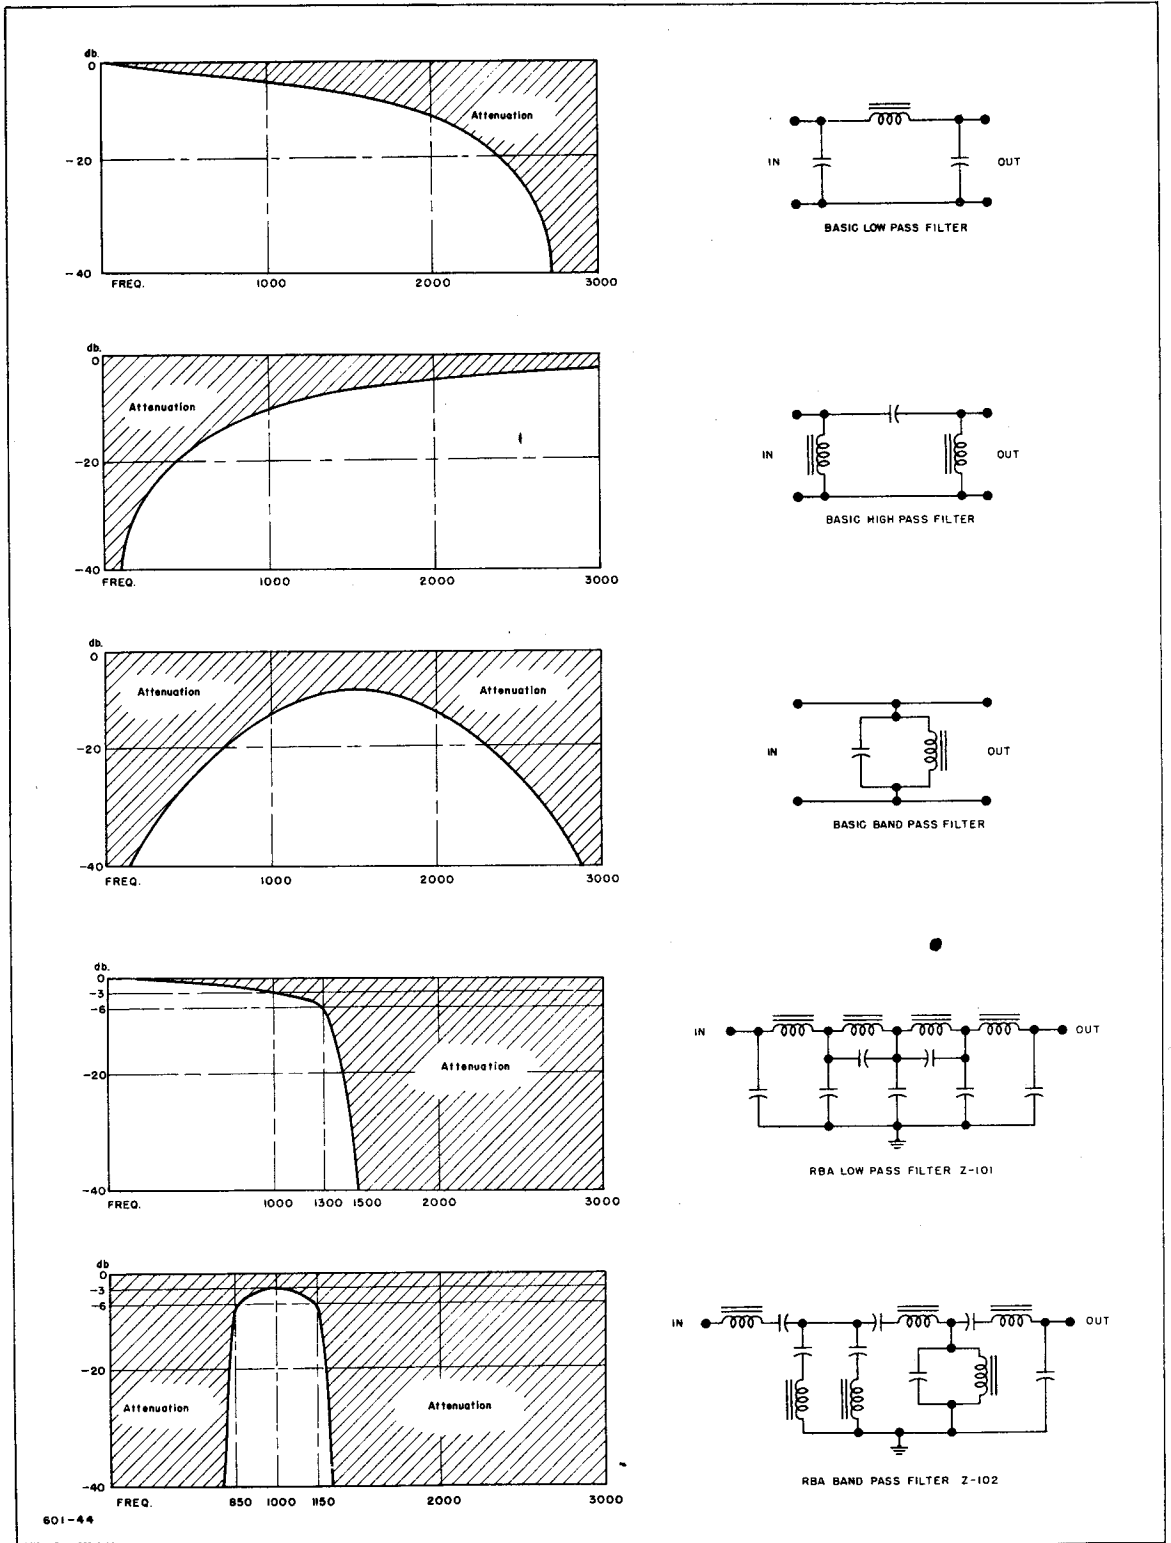 db.
0
Attenuation
-20
-40
FREQ. 1000 2000 3000
IN OUT
BASIC LOW PASS FILTER
db.
0
Attenuation
-20
-40
FREQ. 1000 2000 3000
IN OUT
BASIC HIGH PASS FILTER
db.
0
Attenuation Attenuation
-20
-40
FREQ. 1000 2000 3000
IN OUT
BASIC BAND PASS FILTER
db.
0
-3
-6
Attenuation
-20
-40
FREQ. 1000 1300 1500 2000 3000
IN OUT
RBA LOW PASS FILTER Z-101
db
0
-3
-6
-20
Attenuation Attenuation
-40
FREQ. 850 1000 1150 2000 3000
IN OUT
RBA BAND PASS FILTER Z-102
601-44